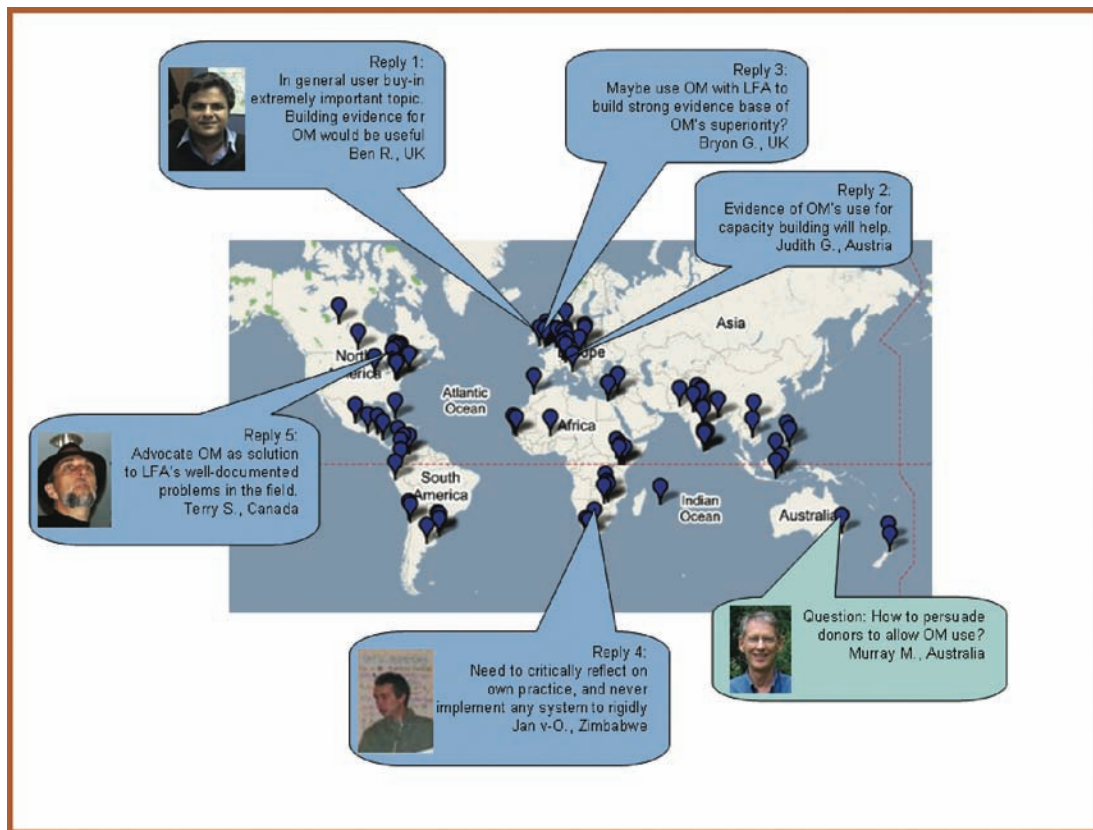 Reply 1:
In general user buy-in
extremely important topic.
Building evidence for
OM would be useful
Ben R., UK
Reply 3:
Maybe use OM with LFA to
build strong evidence base of
OM's superiority?
Bryon G., UK
Reply 2:
Evidence of OM's use for
capacity building will help.
Judith G., Austria
Asia
North
America
Europe
Atlantic
Ocean
Africa
South
America
Indian
Ocean
Australia
Reply 5:
Advocate OM as solution
to LFA's well-documented
problems in the field.
Terry S., Canada
Question: How to persuade
donors to allow OM use?
Murray M., Australia
Reply 4:
Need to critically reflect on
own practice, and never
implement any system to rigidly
Jan v-O., Zimbabwe